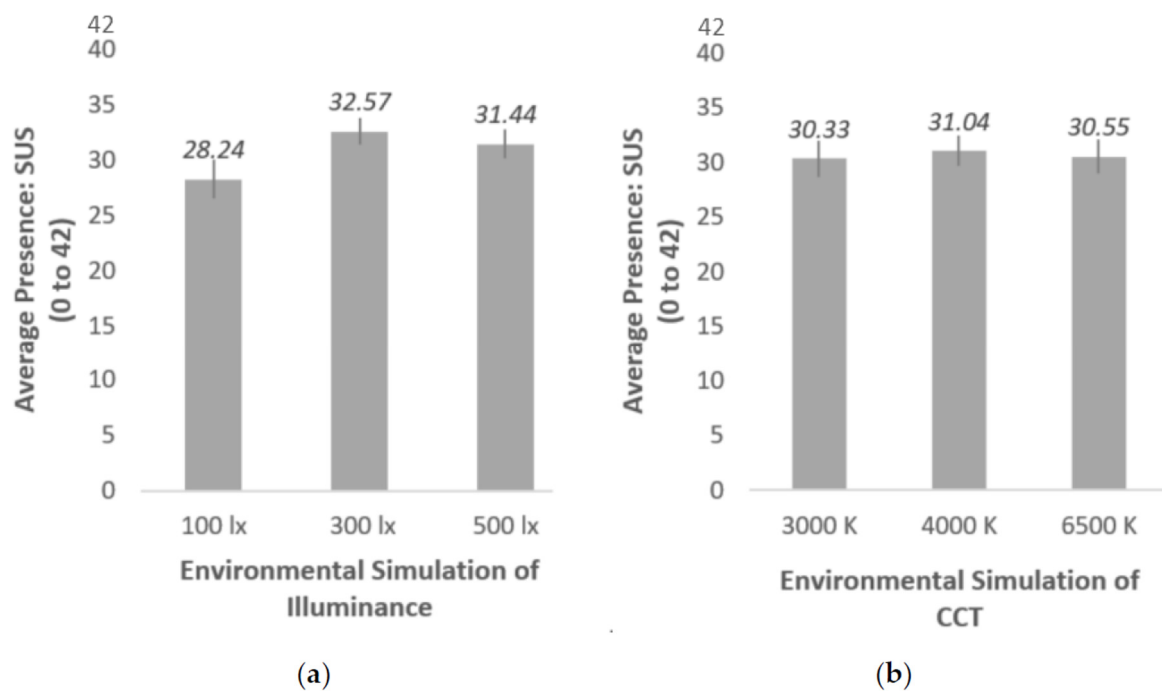 42
40
35
30
25
20
15
10
5
0
Average Presence: SUS
(0 to 42)
28.24
32.57
31.44
100 lx
300 lx
500 lx
Environmental Simulation of
Illuminance
(a)
42
40
35
30
25
20
15
10
5
0
Average Presence: SUS
(0 to 42)
30.33
31.04
30.55
3000 K
4000 K
6500 K
Environmental Simulation of
CCT
(b)